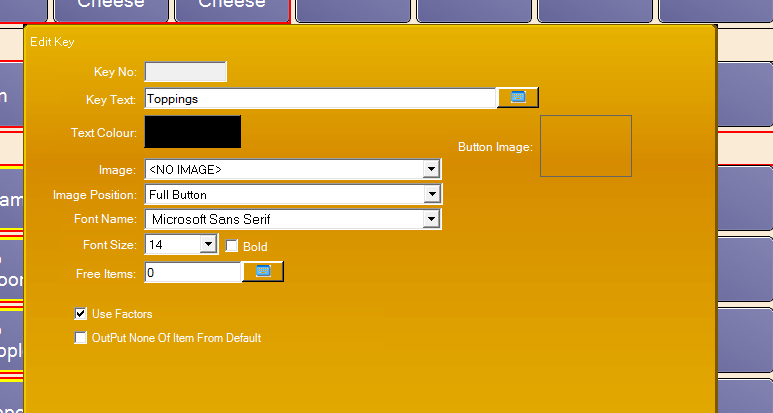 Cheese Cheese
Edit Key
Key No:
Key Text: Toppings
Text Colour:
Button Image:
Image: <NO IMAGE>
Image Position: Full Button
Font Name: Microsoft Sans Serif
Font Size: 14 Bold
Free Items: 0
Use Factors
OutPut None Of Item From Default